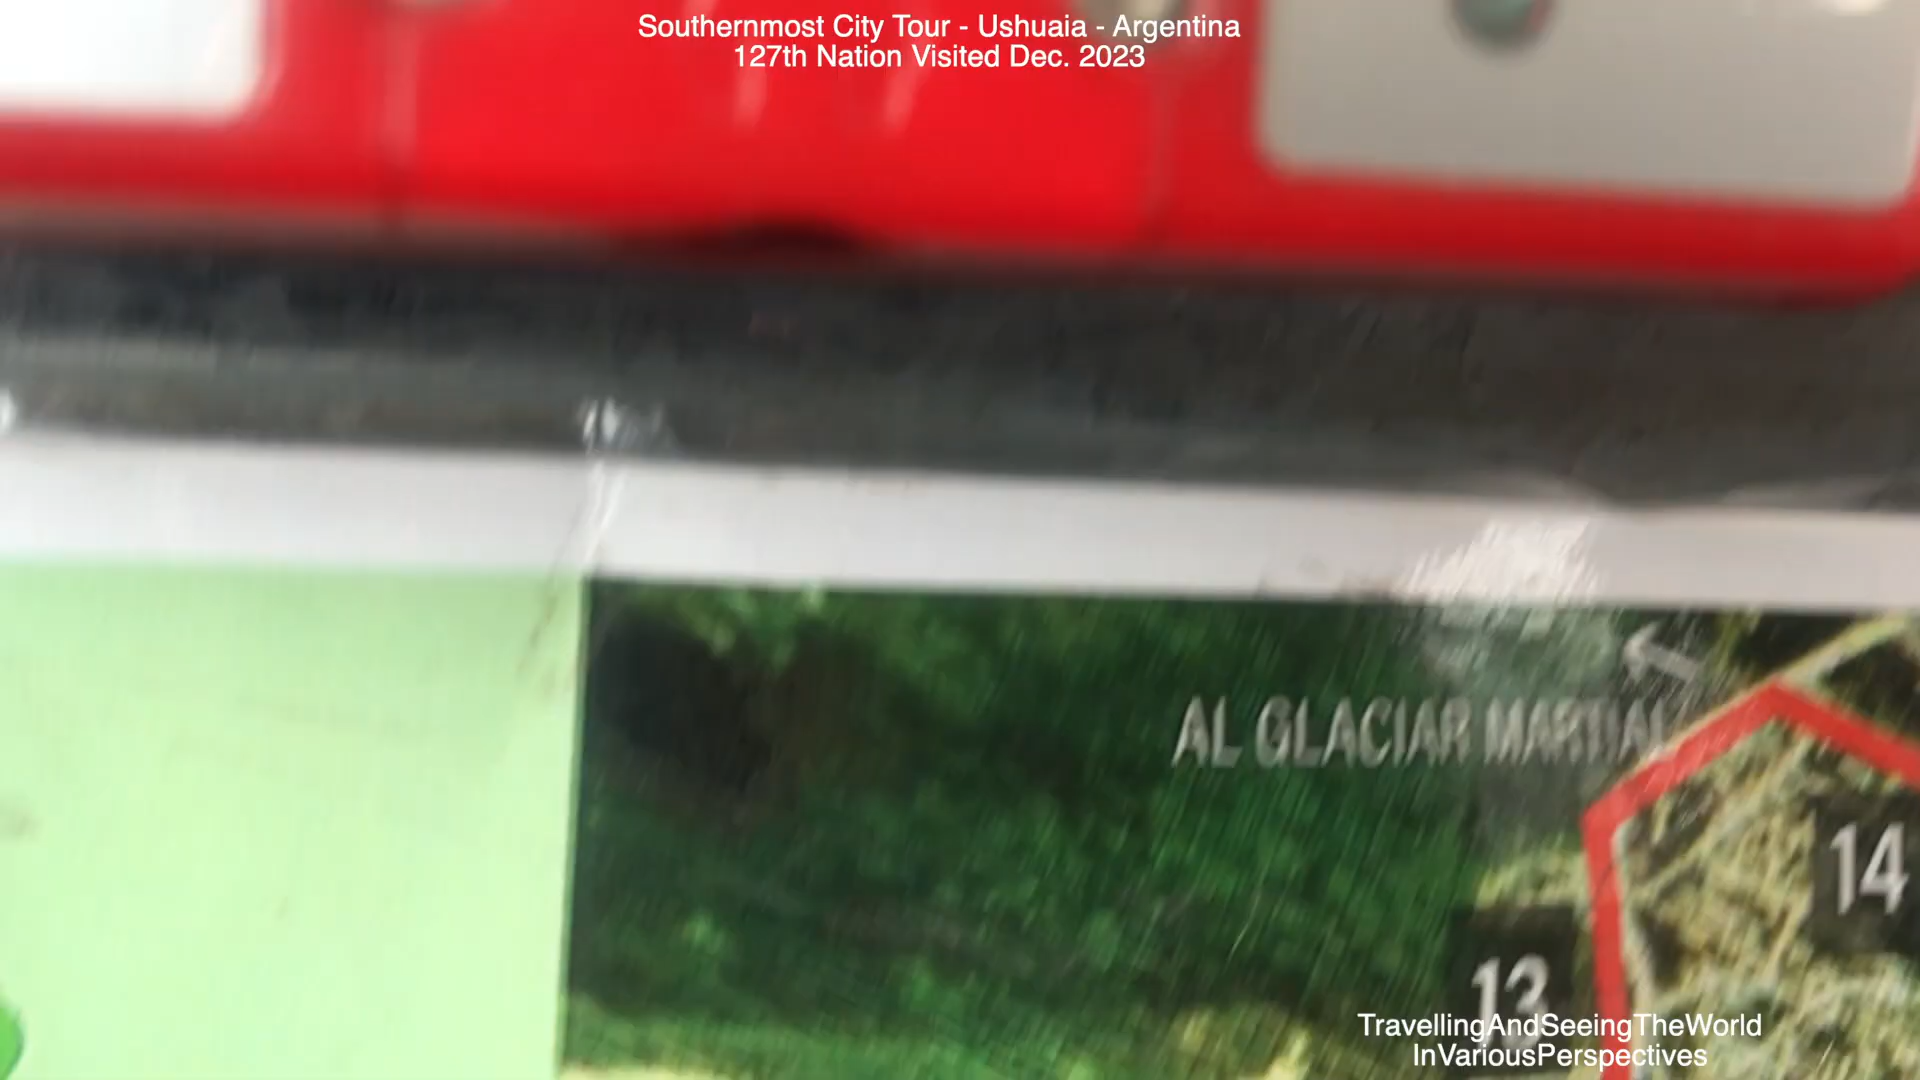 Southernmost City Tour - Ushuaia - Argentina
127th Nation Visited Dec. 2023
AL GLACIAR MARTIAL
14
13
TravellingAndSeeingTheWorld
InVariousPerspectives